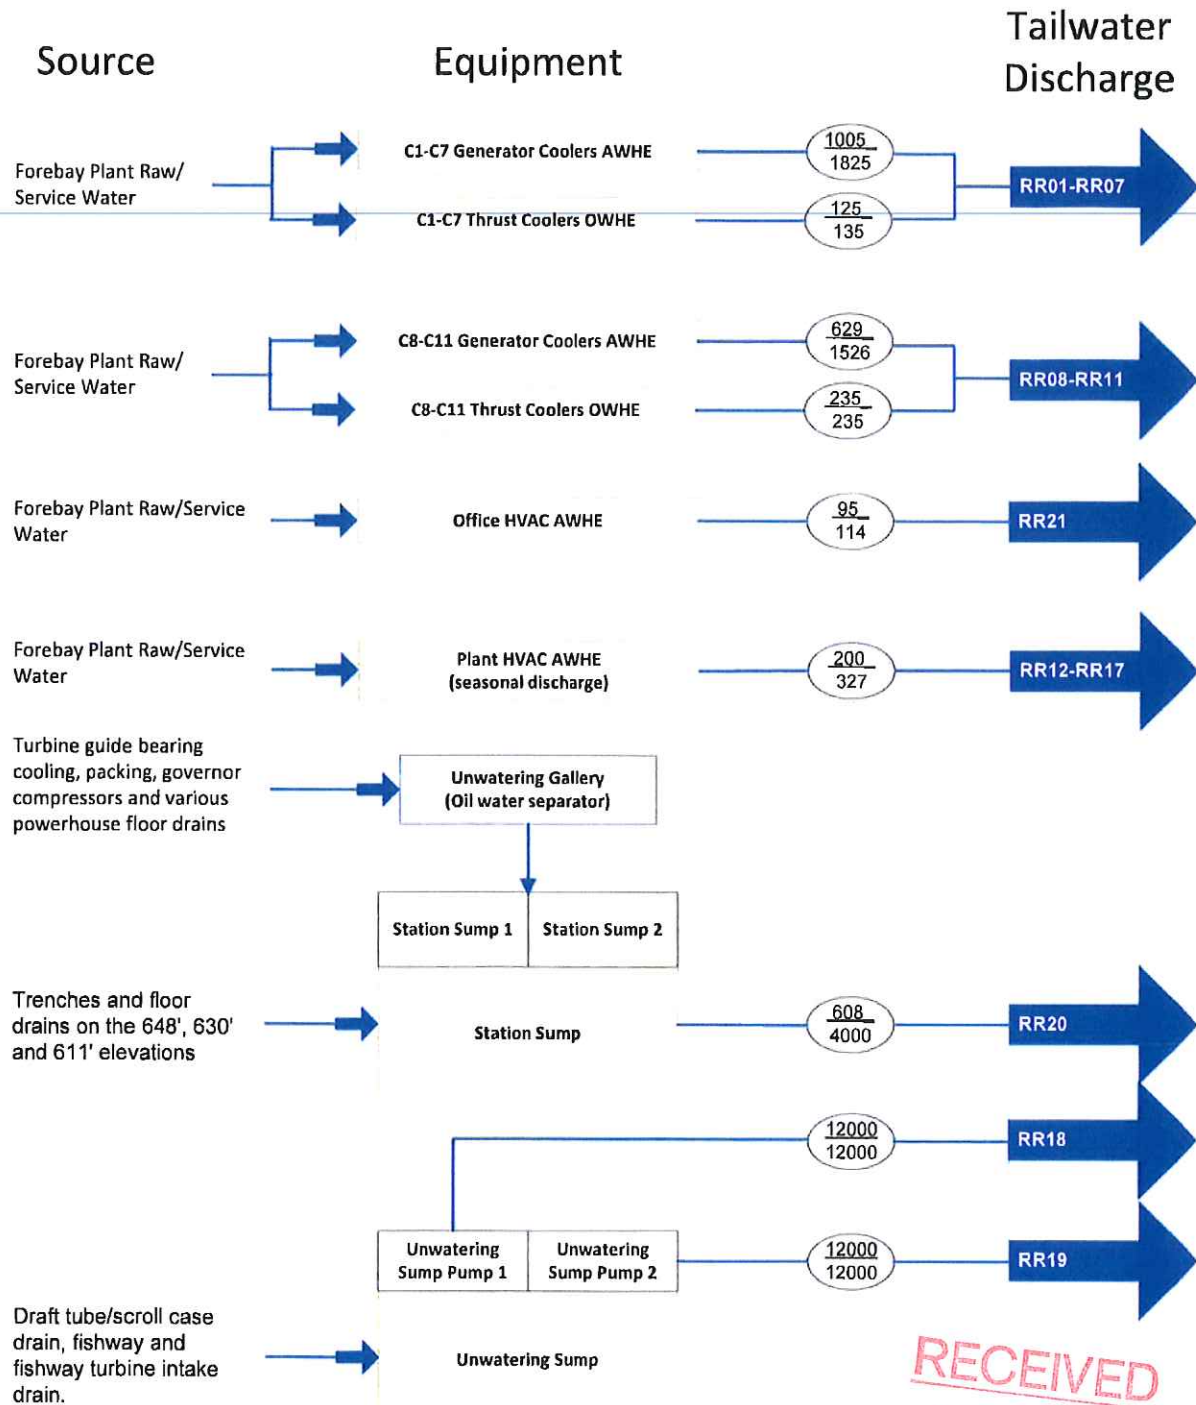 Source
Equipment
Tailwater
Discharge
Forebay Plant Raw/
Service Water
C1-C7 Generator Coolers AWHE
1005
1825
C1-C7 Thrust Coolers OWHE
125
135
RR01-RR07
Forebay Plant Raw/
Service Water
C8-C11 Generator Coolers AWHE
629
1526
C8-C11 Thrust Coolers OWHE
235
235
RR08-RR11
Forebay Plant Raw/Service
Water
Office HVAC AWHE
95
114
RR21
Forebay Plant Raw/Service
Water
Plant HVAC AWHE
(seasonal discharge)
200
327
RR12-RR17
Turbine guide bearing
cooling, packing, governor
compressors and various
powerhouse floor drains
Unwatering Gallery
(Oil water separator)
Station Sump 1
Station Sump 2
Trenches and floor
drains on the 648', 630'
and 611' elevations
Station Sump
608
4000
RR20
12000
12000
RR18
Unwatering
Sump Pump 1
Unwatering
Sump Pump 2
12000
12000
RR19
Draft tube/scroll case
drain, fishway and
fishway turbine intake
drain.
Unwatering Sump
RECEIVED